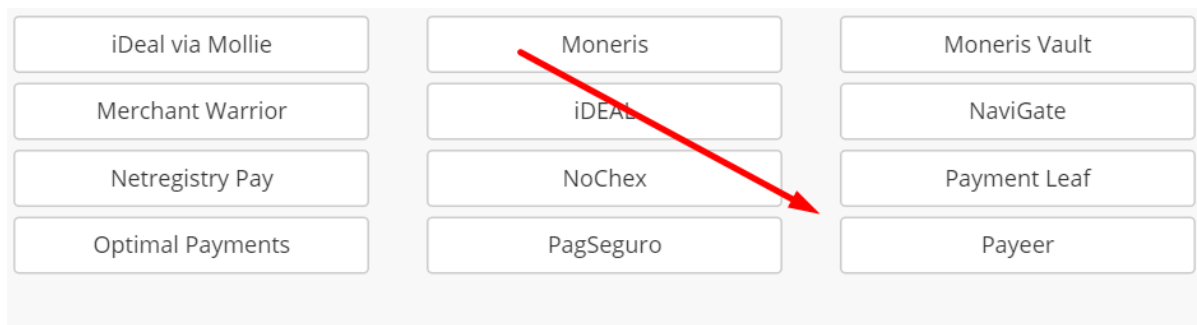 iDeal via Mollie
Moneris
Moneris Vault
Merchant Warrior
iDEAL
NaviGate
Netregistry Pay
NoChex
Payment Leaf
Optimal Payments
PagSeguro
Payeer